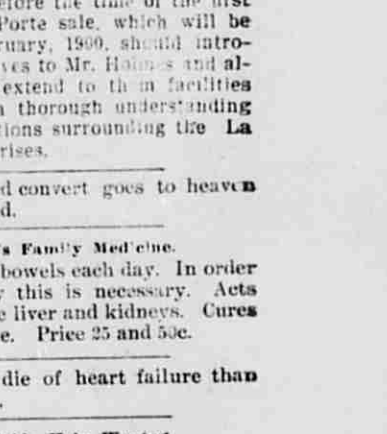 before the time of the first
Porte sale, which will be
ruary, 1900, should intro-
ves to Mr. Holmes and al-
extend to them facilities
a thorough understanding
tions surrounding the La
rises.
d convert goes to heaven
d.
's Family Medicine.
bowels each day. In order
y this is necessary. Acts
e liver and kidneys. Cures
e. Price 25 and 50c.
die of heart failure than